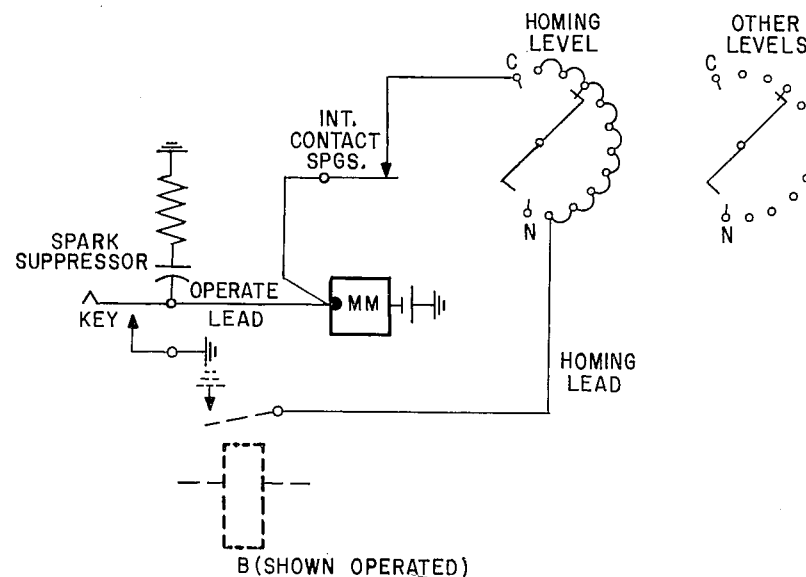 HOMING
LEVEL
OTHER
LEVELS
C
C
INT.
CONTACT
SPGS.
N
N
SPARK
SUPPRESSOR
OPERATE
LEAD
MM
KEY
HOMING
LEAD
B (SHOWN OPERATED)